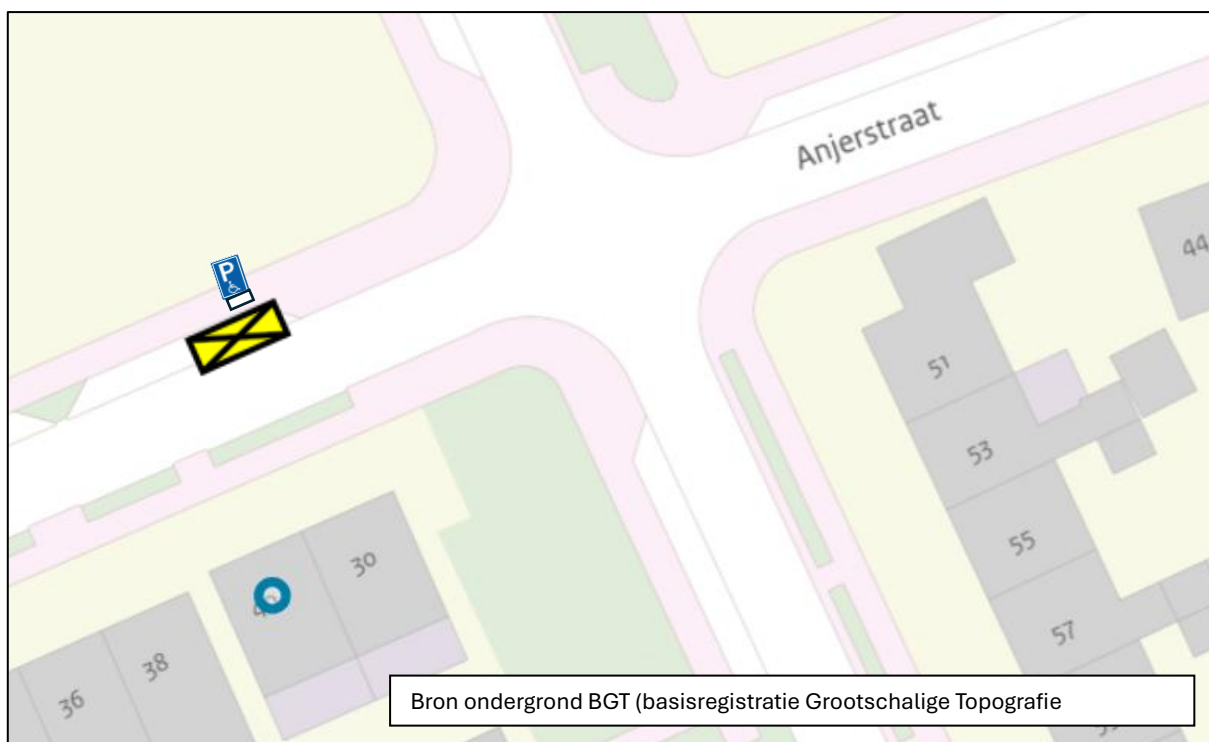 Anjerstraat
P
44
51
53
30
55
38
57
36
Bron ondergrond BGT (basisregistratie Grootschalige Topografie